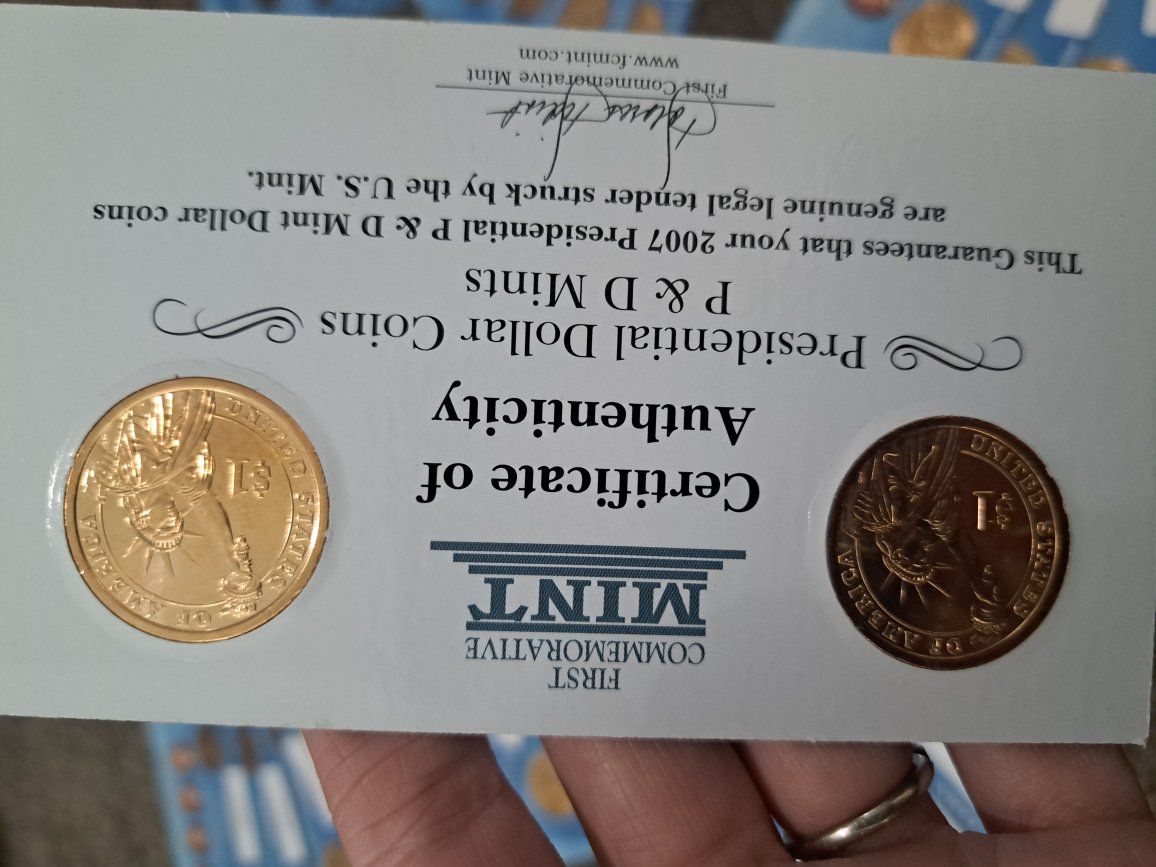 FIRST
COMMEMORATIVE
MINT
Certificate of
Authenticity
Presidential Dollar Coins
P & D Mints
This Guarantees that your 2007 Presidential P & D Mint Dollar coins
are genuine legal tender struck by the U.S. Mint.
First Commemorative Mint
www.fcmint.com
UNITED STATES OF AMERICA
$1
UNITED STATES OF AMERICA
$1